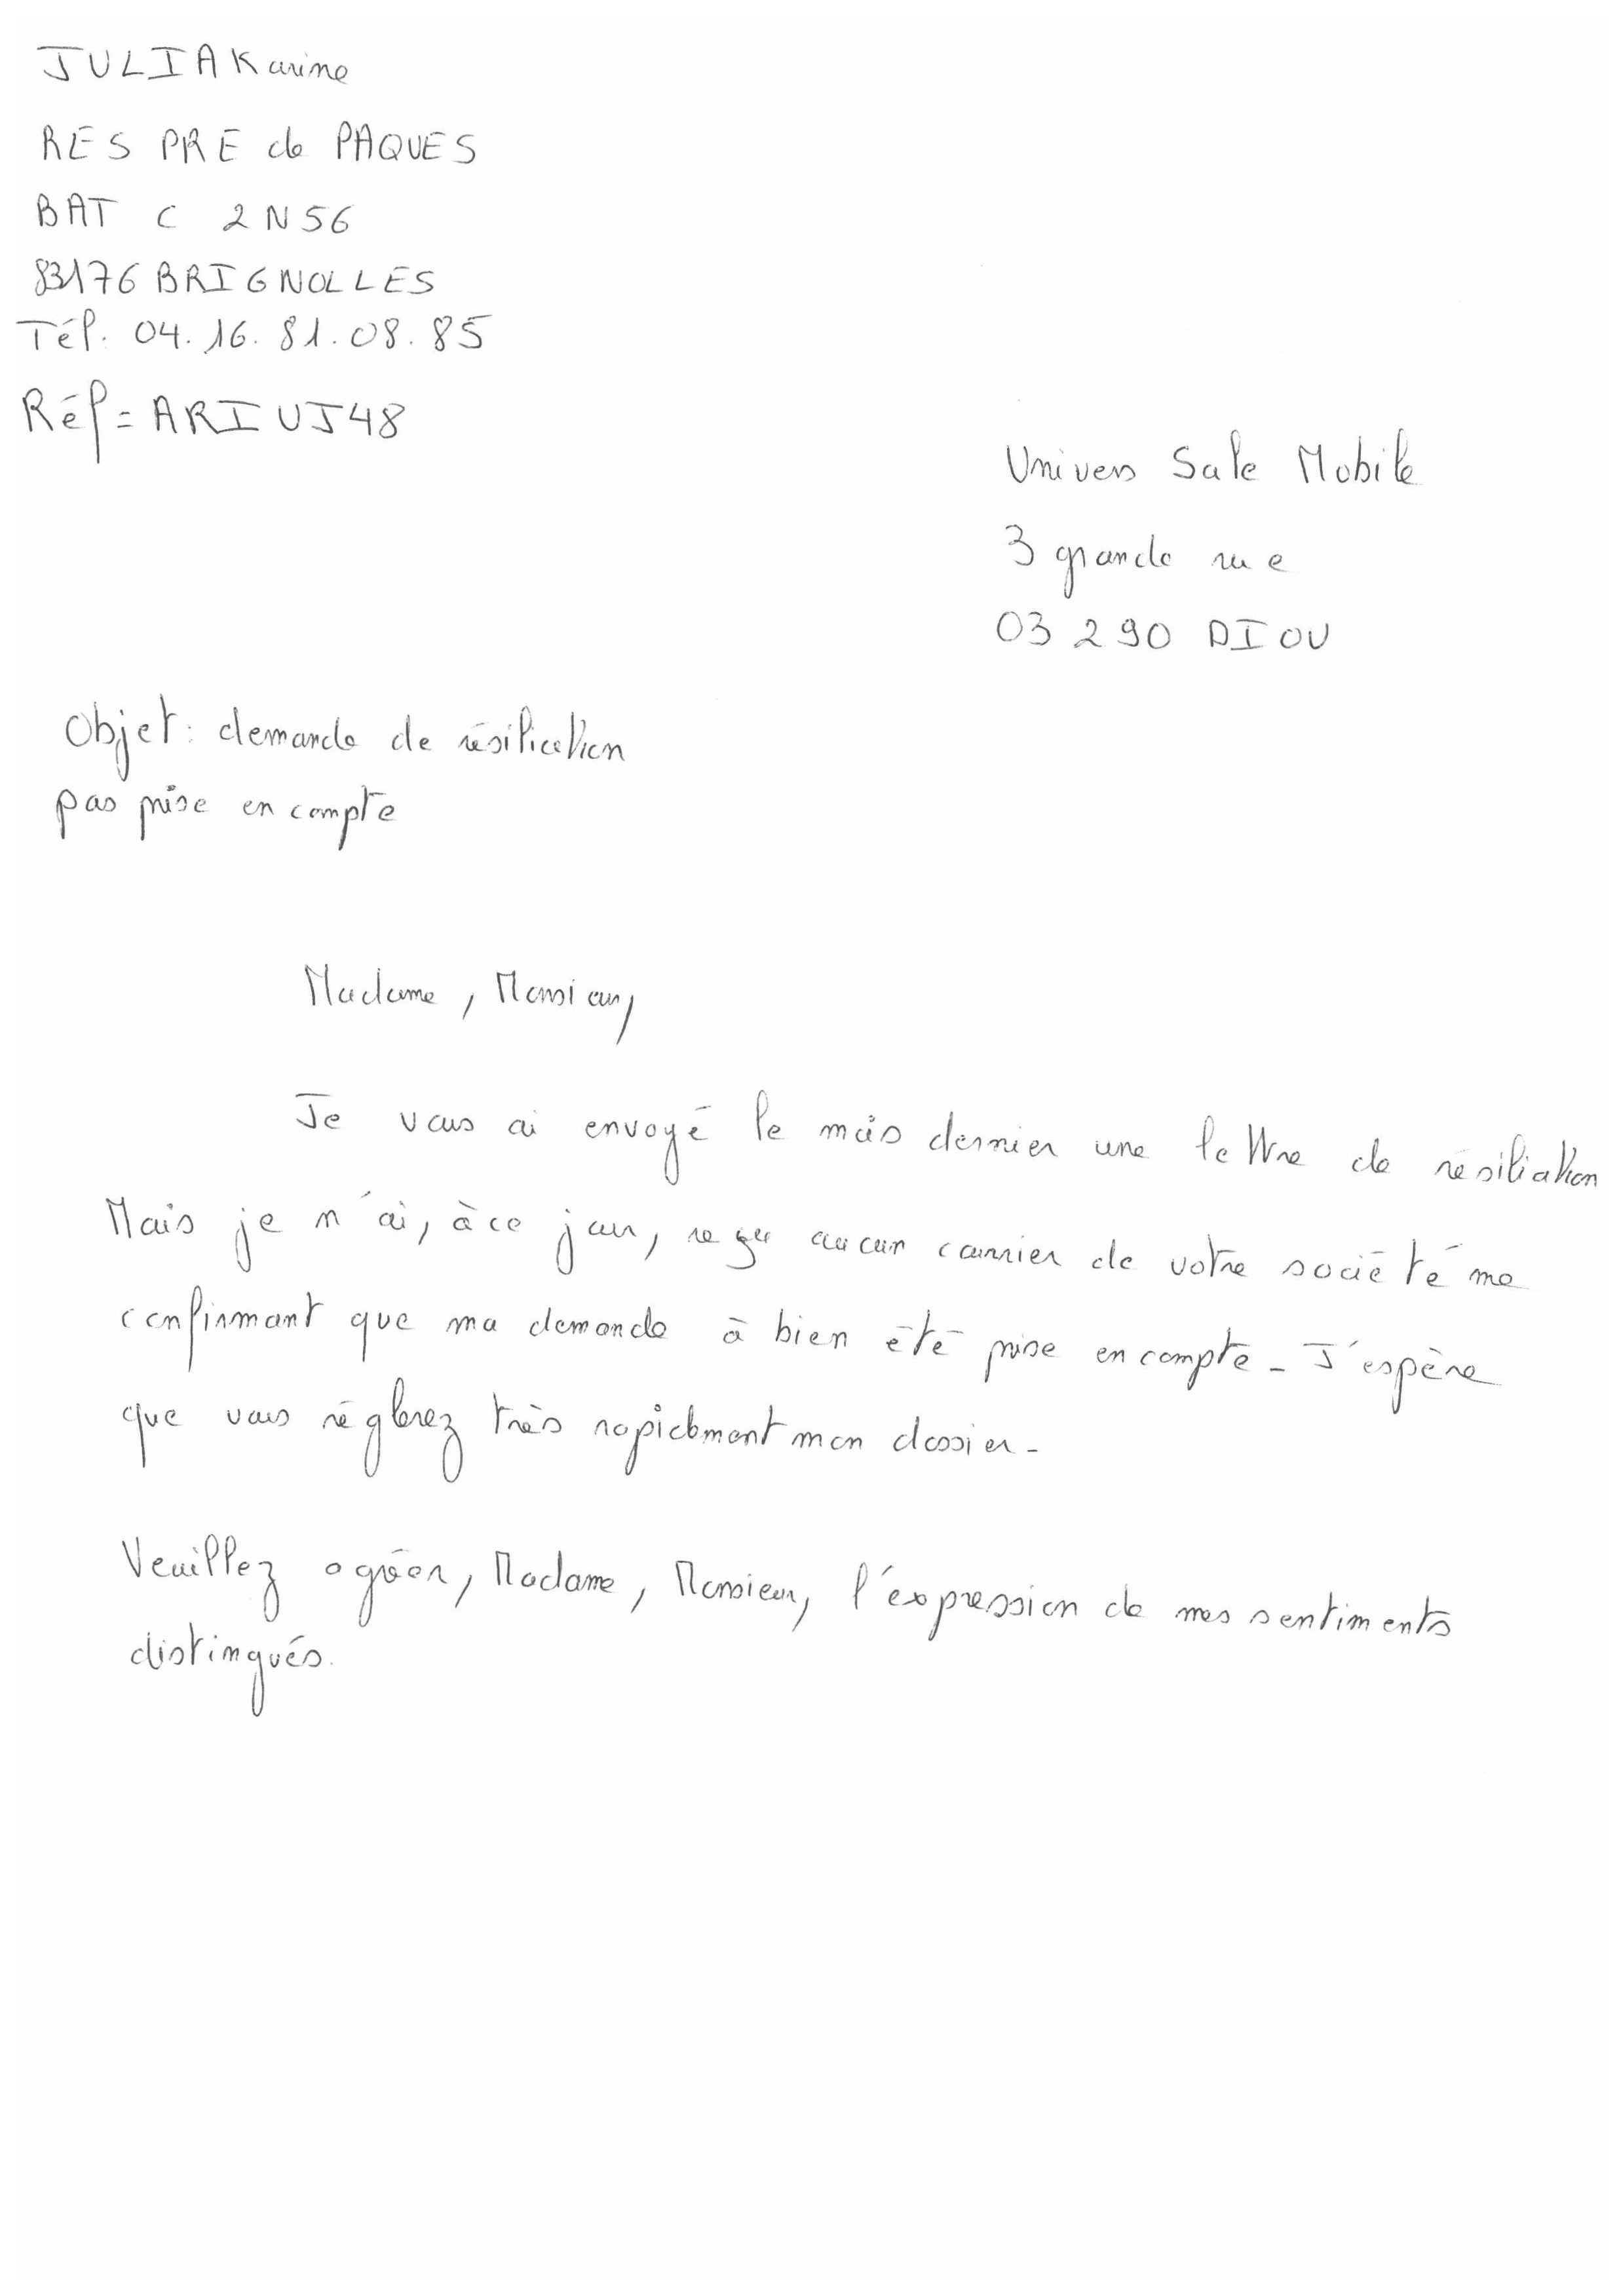 JULIA Karine
RES PRE de PAQUES
BAT C 2N56
83176 BRIGNOLLES
Tél. 04.16.81.08.85
Réf = ARIUJ48
Univers Sale Mobile
3 grande rue
03 290 DIOU
Objet : demande de résiliation
pas prise en compte
Madame, Monsieur,
Je vous ai envoyé le mois dernier une lettre de résiliation
Mais je n'ai, à ce jour, reçu aucun courrier de votre société me
confirmant que ma demande à bien été prise en compte - J'espère
que vous réglerez très rapidement mon dossier -
Veuillez agréer, Madame, Monsieur, l'expression de mes sentiments
distingués.